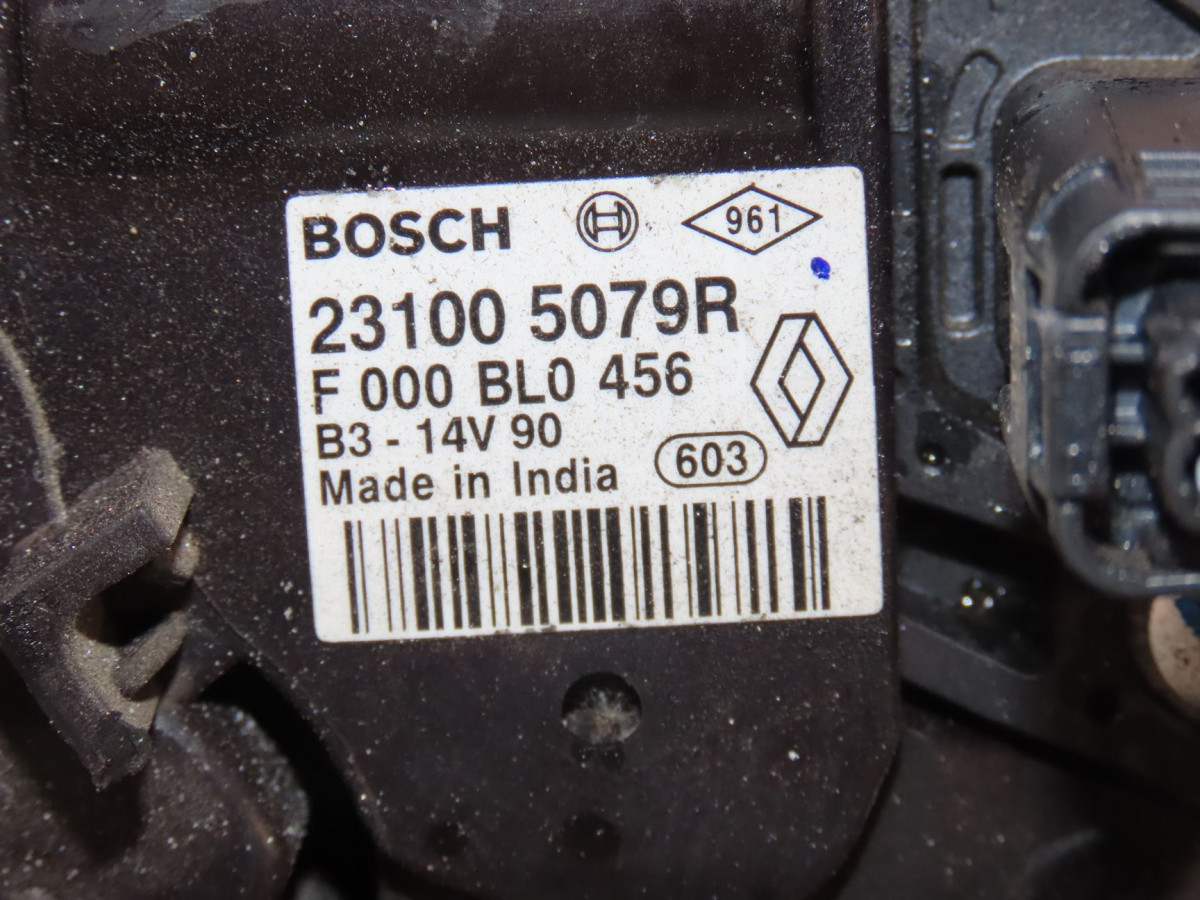 BOSCH 961
23100 5079R
F 000 BL0 456
B3 - 14V 90
Made in India 603